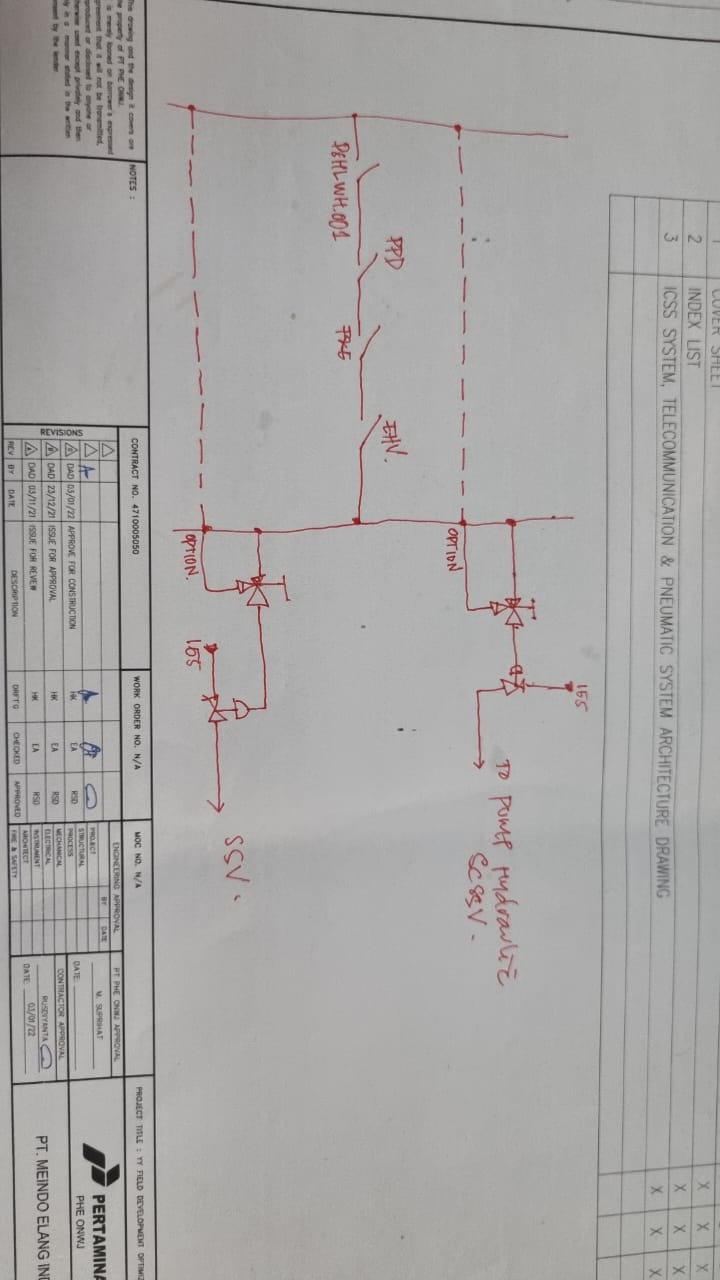 1 COVER SHEET
2 INDEX LIST X X X
3 ICSS SYSTEM, TELECOMMUNICATION & PNEUMATIC SYSTEM ARCHITECTURE DRAWING X X X
X X X
155
TO PUMP Hydraulic
SCSSV.
OPTION
PPD
EHV.
PSHLWH.001
SSV.
OPTION.
155
This drawing and the design it covers are
the property of PT PHE ONWJ.
is merely loaned on borrower's expressed
agreement that it will not be transmitted,
produced or disclosed to anyone or
otherwise used except privately and then
only in a manner stated in the written
consent by the lender.
NOTES :
CONTRACT NO. 4710005050
WORK ORDER NO. N/A
MOC NO. N/A
REVISIONS
DAD 03/01/22 APPROVE FOR CONSTRUCTION HK EA RSD
DAD 23/12/21 ISSUE FOR APPROVAL HK EA RSD
DAD 03/11/21 ISSUE FOR REVIEW HK EA RSD
REV BY DATE DESCRIPTION DRFT'G CHECKED APPROVED
ENGINEERING APPROVAL
BY DATE
PROJECT
STRUCTURAL
PROCESS
MECHANICAL
ELECTRICAL
INSTRUMENT
ARCHITECT
FIRE & SAFETY
PT PHE ONWJ APPROVAL
M. SUPRIHAT
DATE:
CONTRACTOR APPROVAL
RUSDIYANTA
DATE: 03/01/22
PROJECT TITLE : YY FIELD DEVELOPMENT OPTIMIZ
PERTAMINA
PHE ONWJ
PT. MEINDO ELANG IND